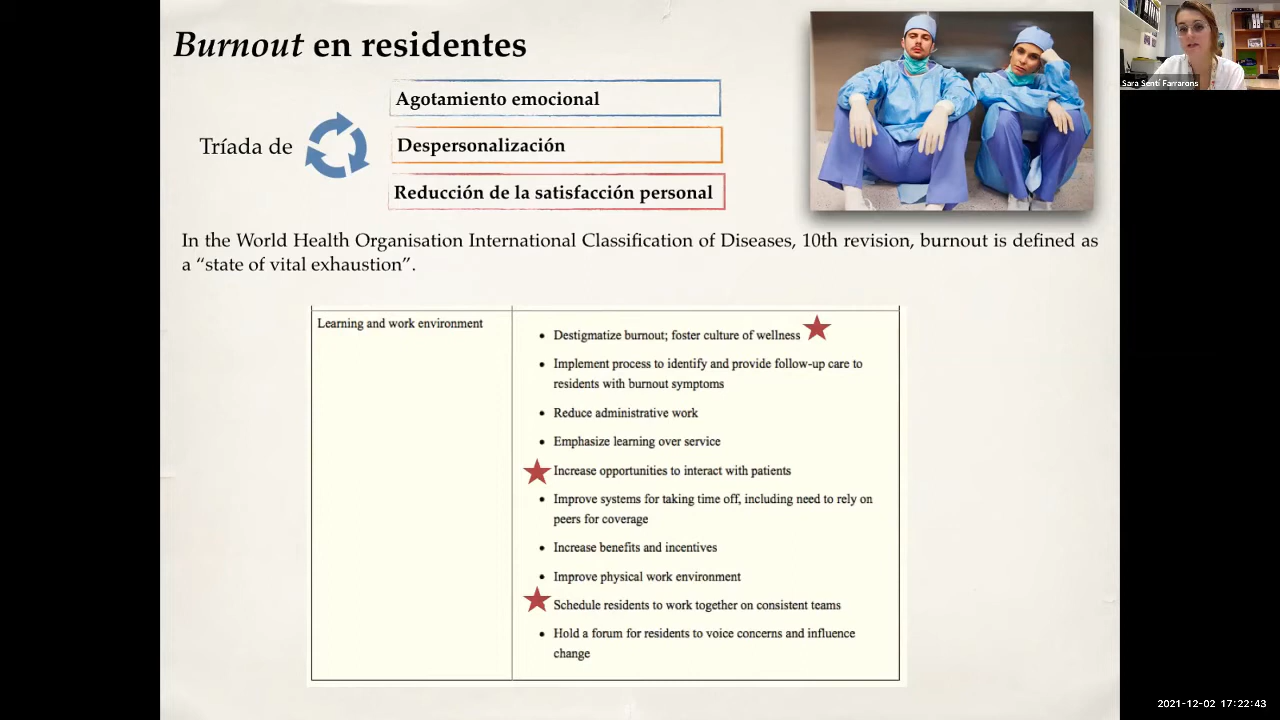 Burnout en residentes
Tríada de
Agotamiento emocional
Despersonalización
Reducción de la satisfacción personal
In the World Health Organisation International Classification of Diseases, 10th revision, burnout is defined as
a “state of vital exhaustion”.
Learning and work environment
• Destigmatize burnout; foster culture of wellness
• Implement process to identify and provide follow-up care to
residents with burnout symptoms
• Reduce administrative work
• Emphasize learning over service
Increase opportunities to interact with patients
• Improve systems for taking time off, including need to rely on
peers for coverage
• Increase benefits and incentives
• Improve physical work environment
Schedule residents to work together on consistent teams
• Hold a forum for residents to voice concerns and influence
change
Sara Sentí Farrarons
2021-12-02 17:22:43